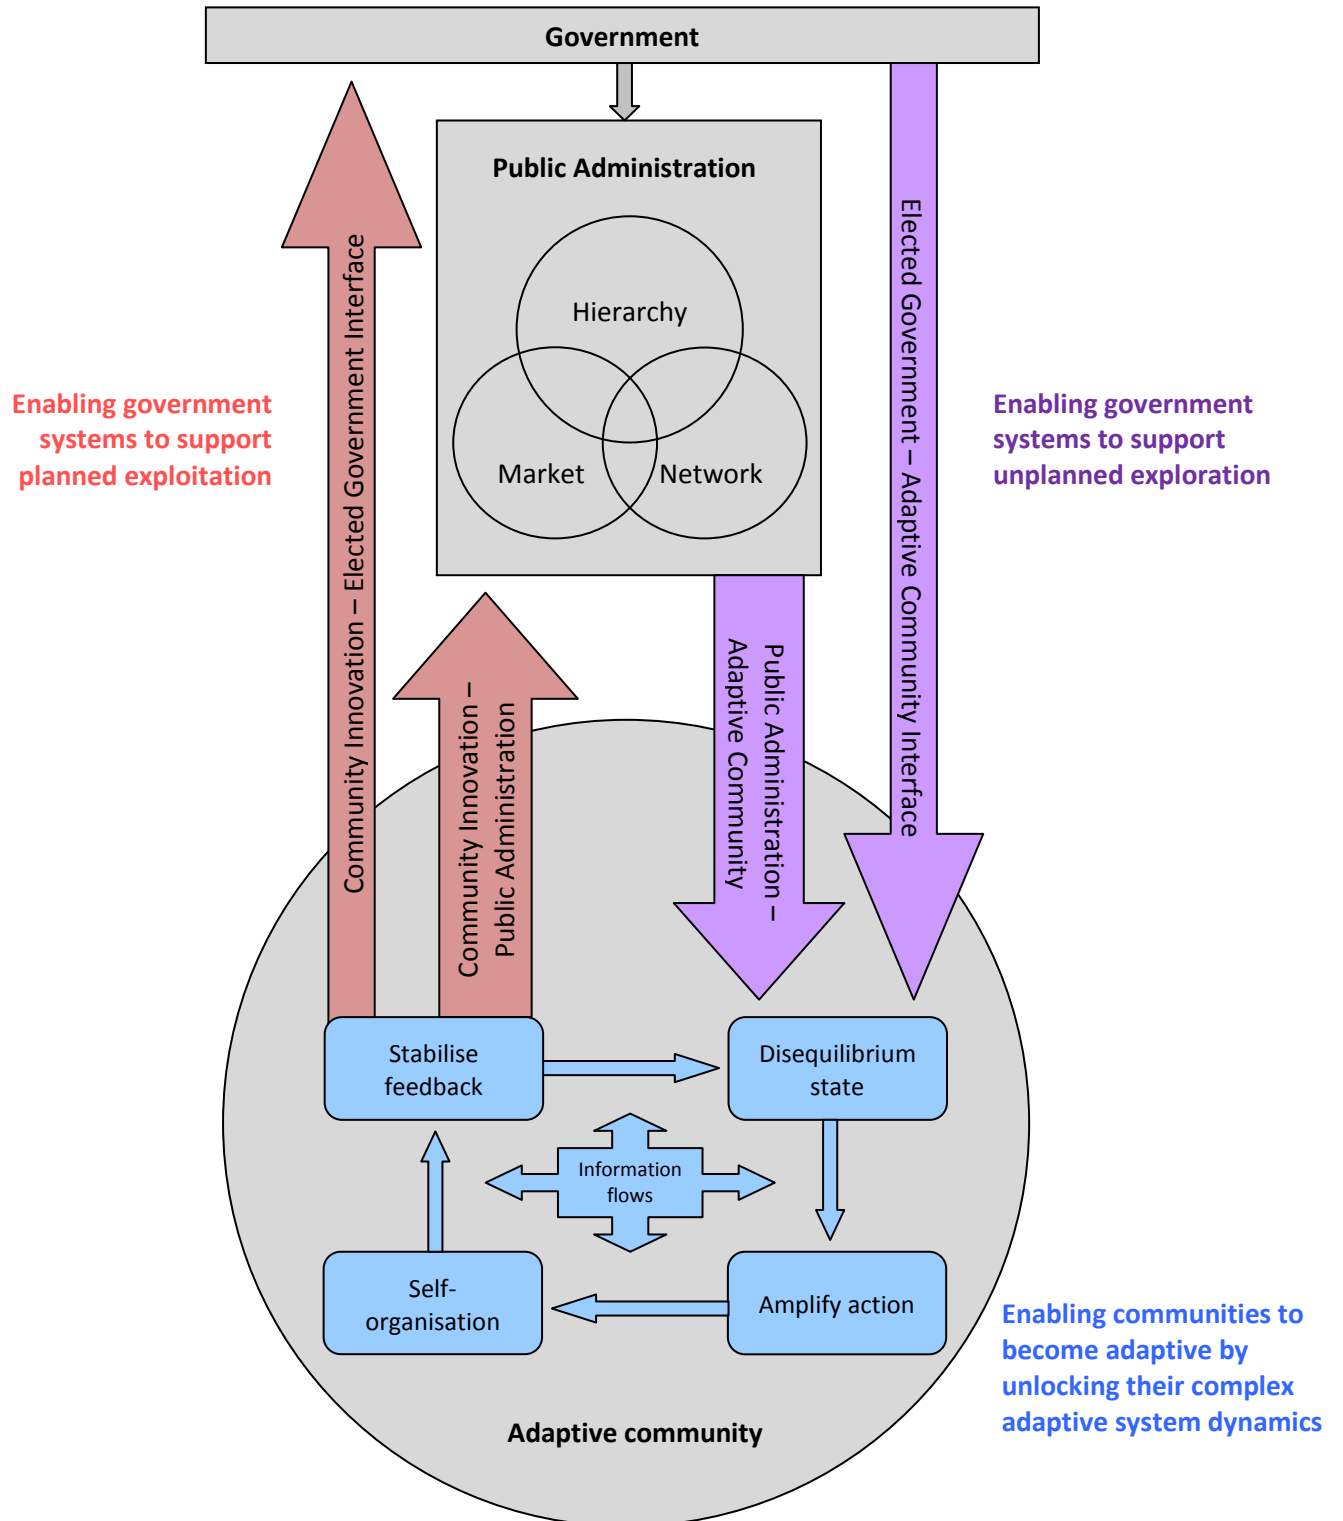 Government
Public Administration
Hierarchy
Market
Network
Enabling government
systems to support
planned exploitation
Community Innovation – Elected Government Interface
Community Innovation –
Public Administration
Public Administration –
Adaptive Community
Elected Government – Adaptive Community Interface
Enabling government
systems to support
unplanned exploration
Stabilise
feedback
Disequilibrium
state
Information
flows
Self-
organisation
Amplify action
Adaptive community
Enabling communities to
become adaptive by
unlocking their complex
adaptive system dynamics